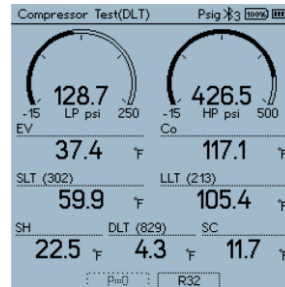 Compressor Test(DLT) Psig 3 100%
128.7 426.5
-15 LP psi 250 -15 HP psi 500
EV Co
37.4 °F 117.1 °F
SLT (302) LLT (213)
59.9 °F 105.4 °F
SH DLT (829) SC
22.5 °F 4.3 °F 11.7 °F
P=0 R32